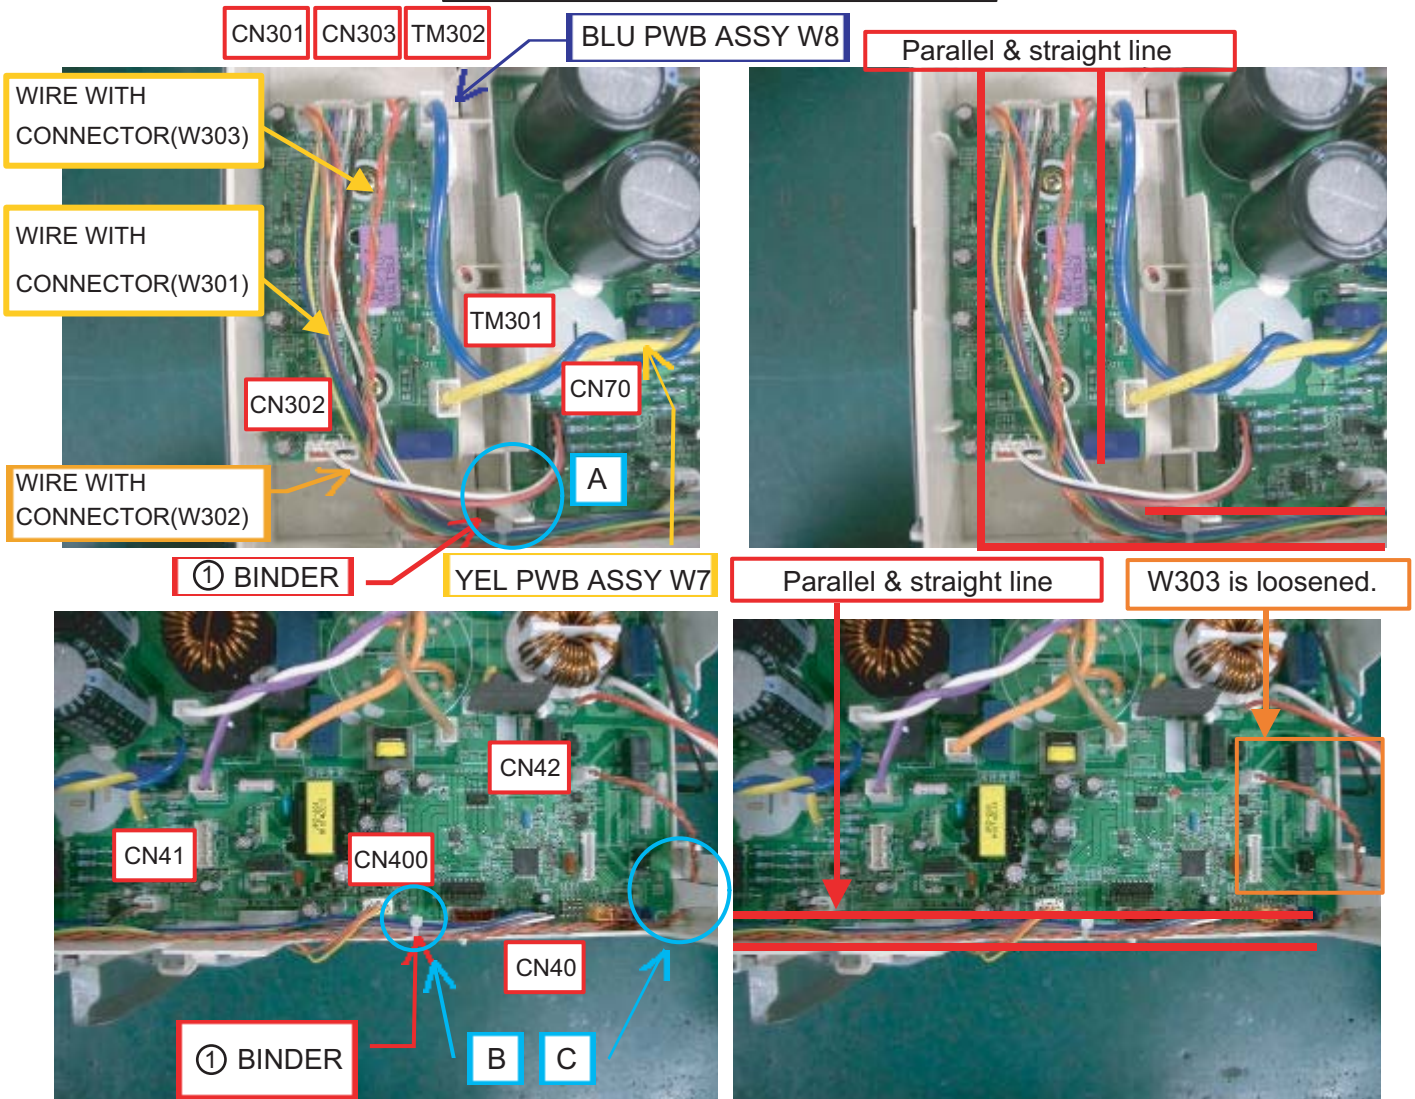 CN301 CN303 TM302
BLU PWB ASSY W8
Parallel & straight line
WIRE WITH
CONNECTOR(W303)
WIRE WITH
CONNECTOR(W301)
TM301
CN70
CN302
A
WIRE WITH
CONNECTOR(W302)
① BINDER
YEL PWB ASSY W7
Parallel & straight line
W303 is loosened.
CN42
CN41
CN400
CN40
① BINDER
B
C